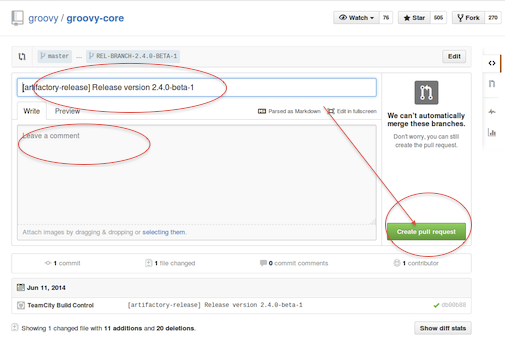 groovy / groovy-core
Watch 76 Star 505 Fork 270
master ... REL-BRANCH-2.4.0-BETA-1 Edit
[artifactory-release] Release version 2.4.0-beta-1
Write Preview Parsed as Markdown Edit in fullscreen
Leave a comment
We can't automatically
merge these branches.
Don't worry, you can still
create the pull request.
Attach images by dragging & dropping or selecting them.
Create pull request
1 commit 1 file changed 0 commit comments 1 contributor
Jun 11, 2014
TeamCity Build Control [artifactory-release] Release version 2.4.0-beta-1
Showing 1 changed file with 11 additions and 20 deletions. Show diff stats